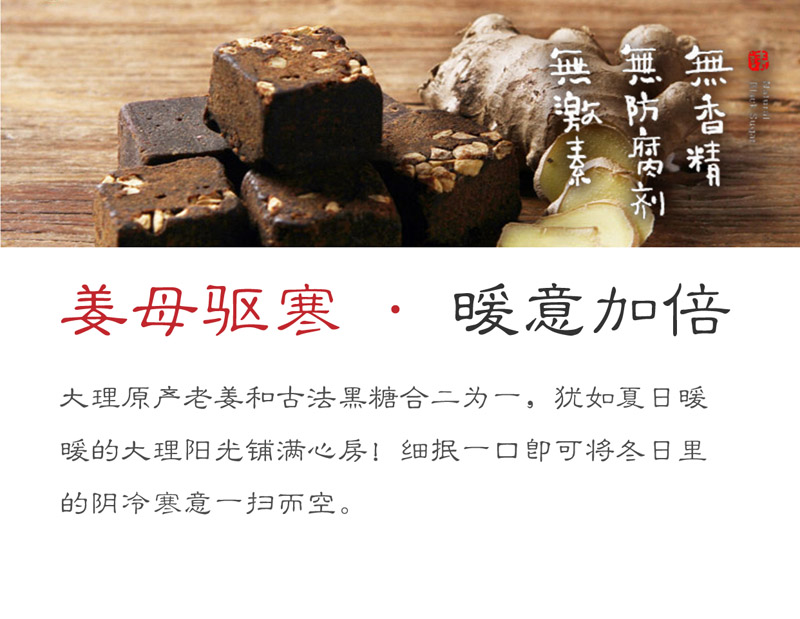 無香精
無防腐剂
無激素
Natural
Black Sugar
姜母驱寒 · 暖意加倍
大理原产老姜和古法黑糖合二为一，犹如夏日暖
暖的大理阳光铺满心房！细抿一口即可将冬日里
的阴冷寒意一扫而空。